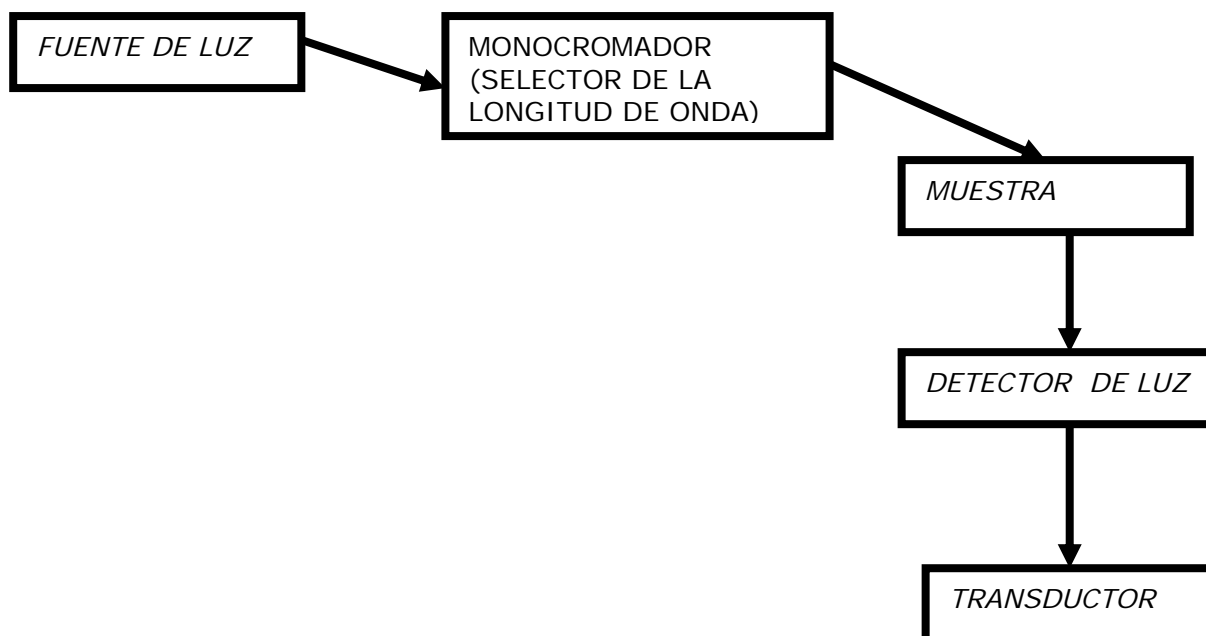 FUENTE DE LUZ
MONOCROMADOR
(SELECTOR DE LA
LONGITUD DE ONDA)
MUESTRA
DETECTOR DE LUZ
TRANSDUCTOR